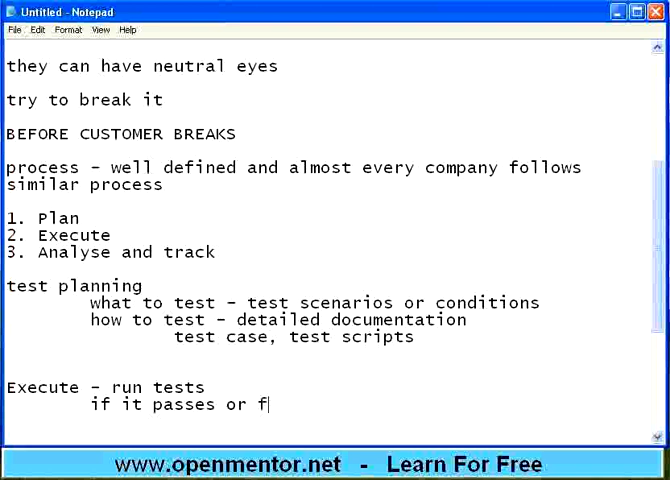 Untitled - Notepad
File Edit Format View Help
they can have neutral eyes
try to break it
BEFORE CUSTOMER BREAKS
process - well defined and almost every company follows
similar process
1. Plan
2. Execute
3. Analyse and track
test planning
what to test - test scenarios or conditions
how to test - detailed documentation
test case, test scripts
Execute - run tests
if it passes or f
www.openmentor.net - Learn For Free